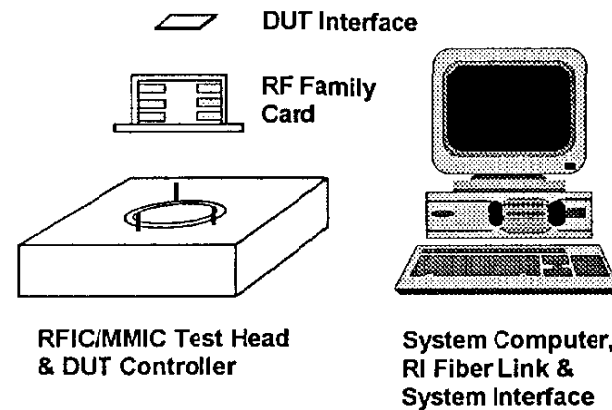 DUT Interface
RF Family
Card
RFIC/MMIC Test Head
& DUT Controller
System Computer,
RI Fiber Link &
System Interface